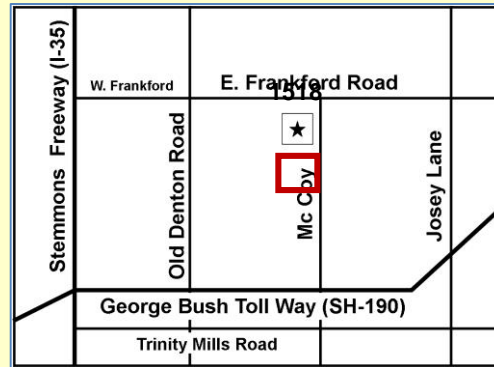 Stemmons Freeway (I-35)
W. Frankford
E. Frankford Road
1518
Old Denton Road
Mc Coy
Josey Lane
George Bush Toll Way (SH-190)
Trinity Mills Road